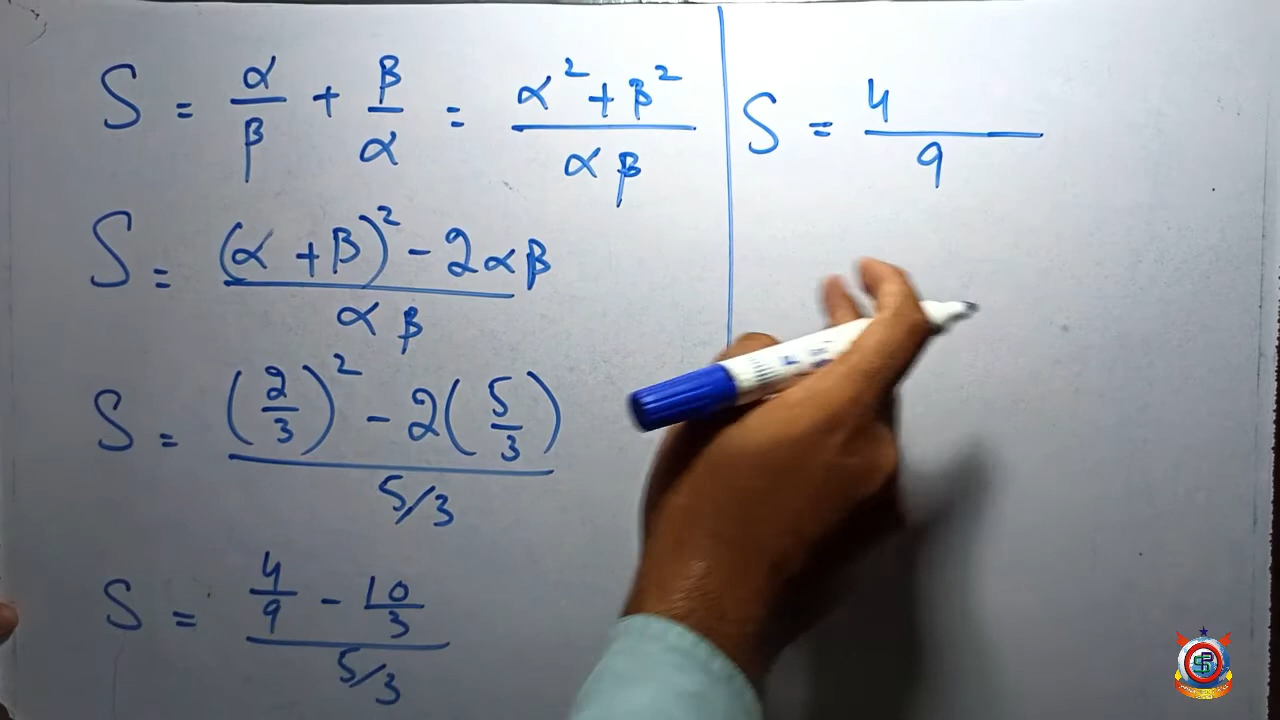 S = α/β + β/α = α² + β² / αβ
S = (α + β)² - 2αβ / αβ
S = (2/3)² - 2(5/3) / 5/3
S = 4/9 - 10/3 / 5/3
S = 4 / 9